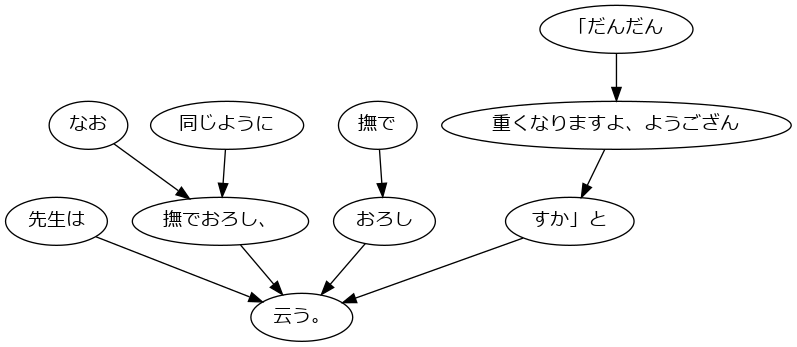 「だんだん
なお
同じように
撫で
重くなりますよ、ようござん
先生は
撫でおろし、
おろし
すか」と
云う。